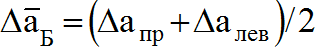 Δa̅_Б = (Δa_пр + Δa_лев)/2